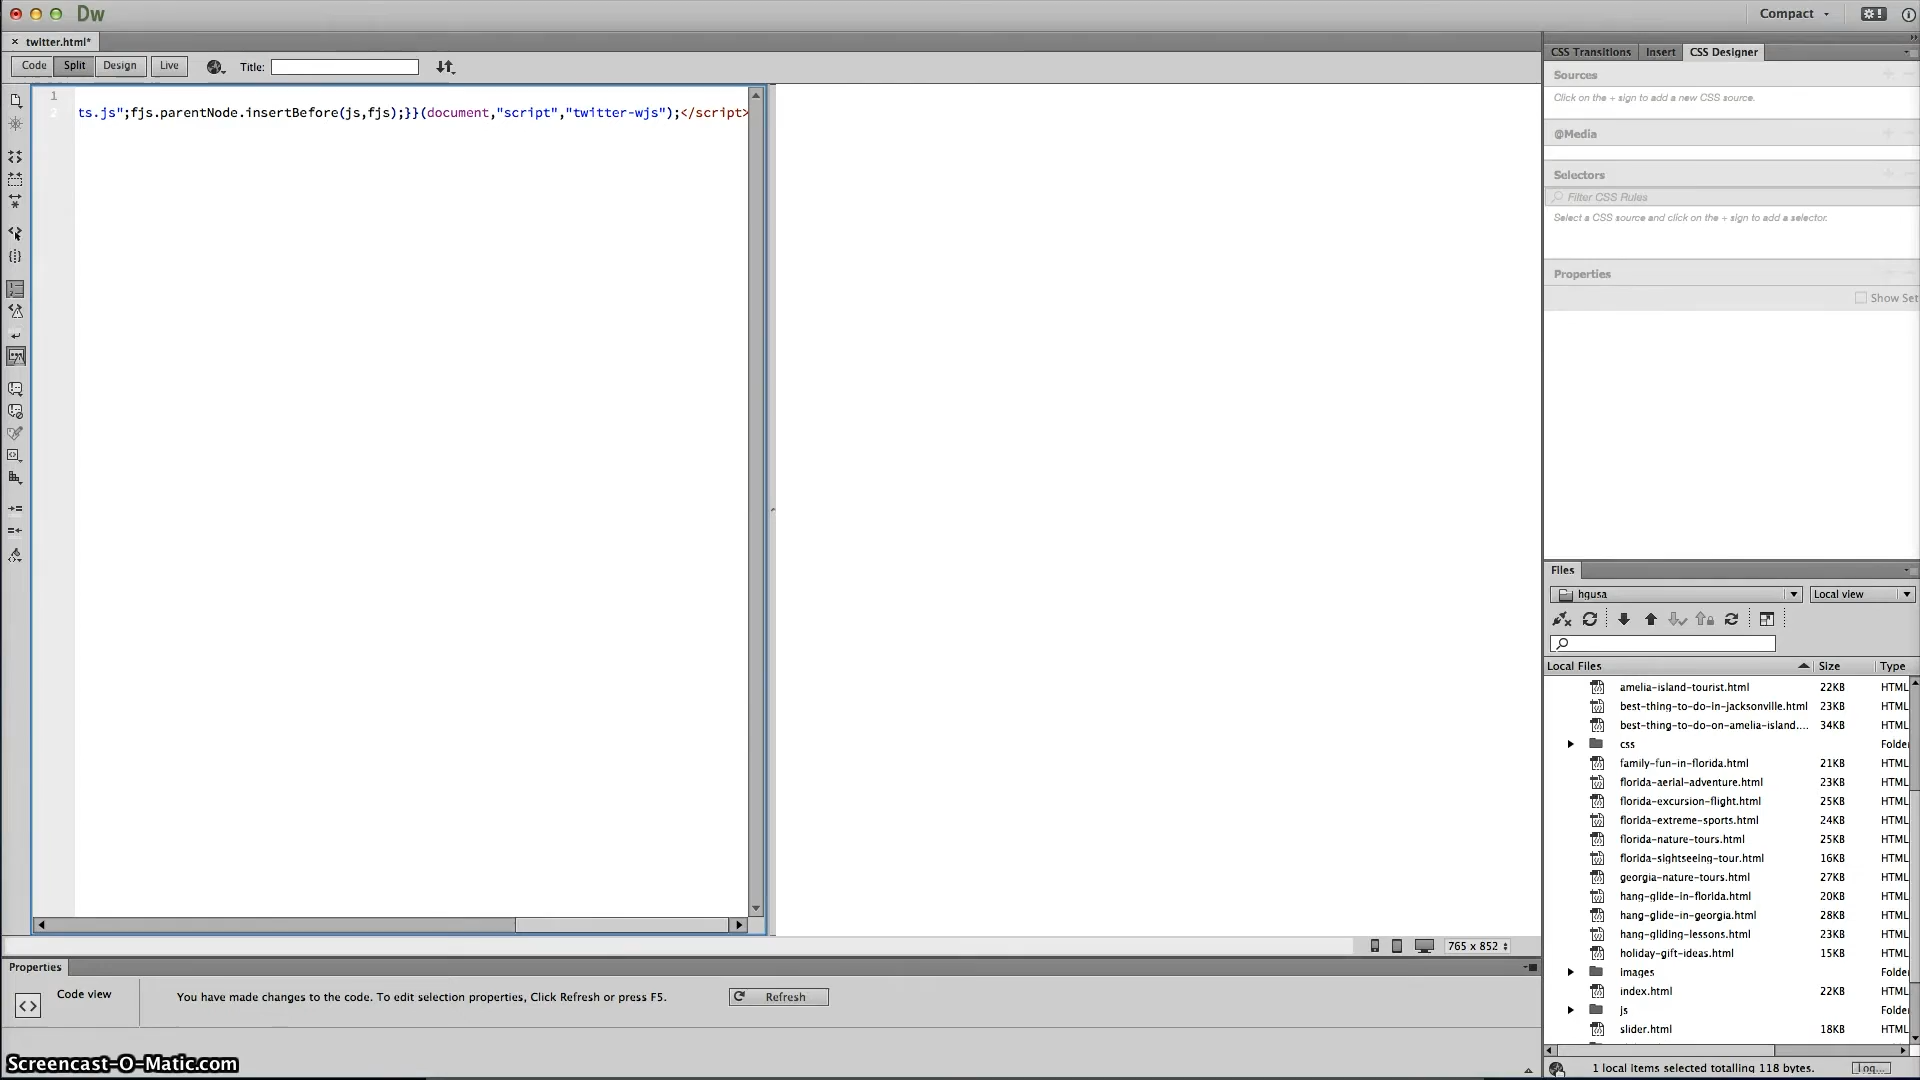 Dw
Compact
× twitter.html*
Code Split Design Live Title:
1
2 ts.js";fjs.parentNode.insertBefore(js,fjs);}}(document,"script","twitter-wjs");</script>
CSS Transitions Insert CSS Designer
Sources
Click on the + sign to add a new CSS source.
@Media
Selectors
Filter CSS Rules
Select a CSS source and click on the + sign to add a selector.
Properties
Show Set
Files
hgusa Local view
Local Files Size Type
amelia-island-tourist.html 22KB HTML
best-thing-to-do-in-jacksonville.html 23KB HTML
best-thing-to-do-on-amelia-island.... 34KB HTML
css Folder
family-fun-in-florida.html 21KB HTML
florida-aerial-adventure.html 23KB HTML
florida-excursion-flight.html 25KB HTML
florida-extreme-sports.html 24KB HTML
florida-nature-tours.html 25KB HTML
florida-sightseeing-tour.html 16KB HTML
georgia-nature-tours.html 27KB HTML
hang-glide-in-florida.html 20KB HTML
hang-glide-in-georgia.html 28KB HTML
hang-gliding-lessons.html 23KB HTML
holiday-gift-ideas.html 15KB HTML
images Folder
index.html 22KB HTML
js Folder
slider.html 18KB HTML
1 local items selected totalling 118 bytes. Log...
765 x 852
Properties
Code view
You have made changes to the code. To edit selection properties, Click Refresh or press F5.
Refresh
Screencast-O-Matic.com